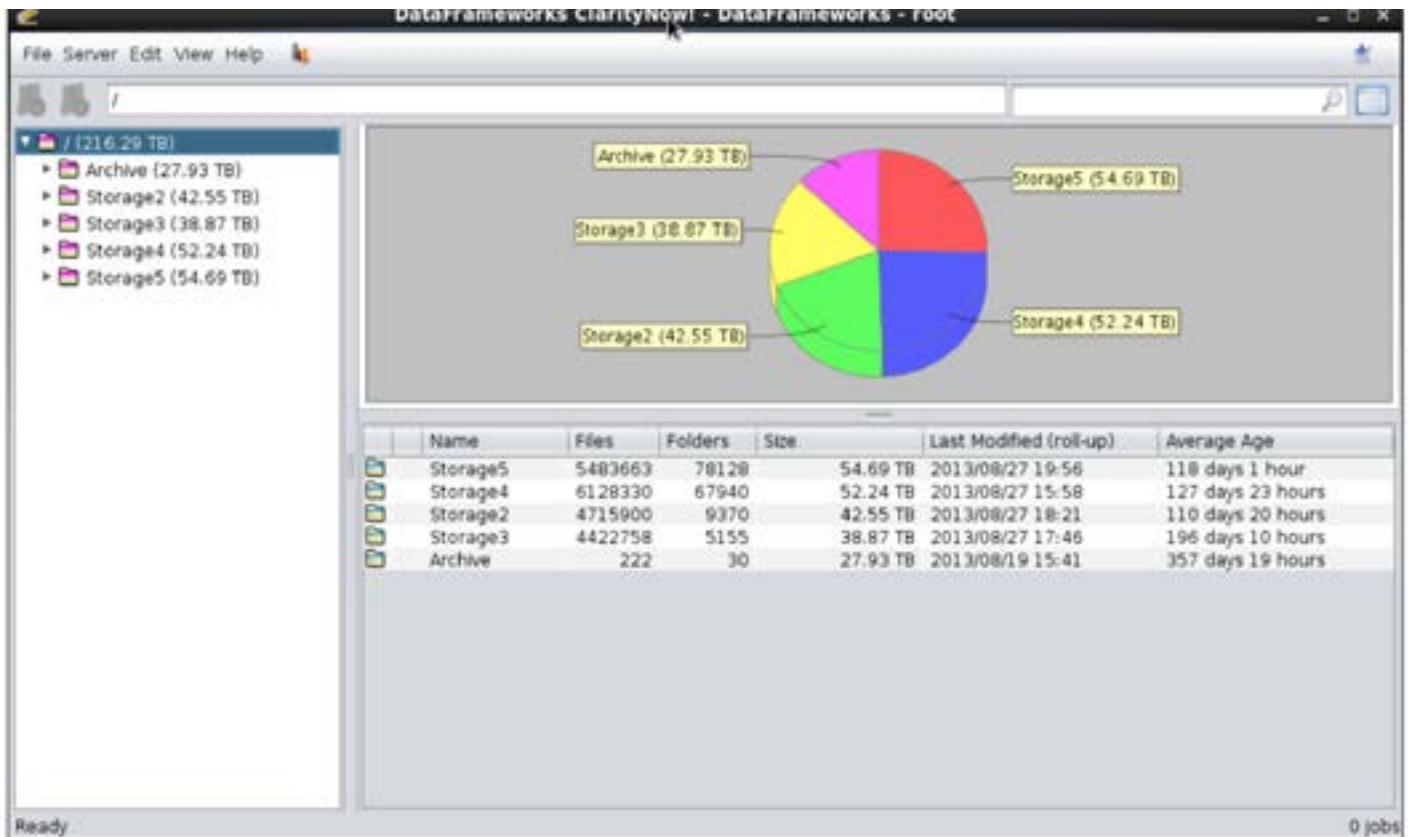 DataFrameworks ClarityNow! - DataFrameworks - root
File Server Edit View Help
/
/ (216.29 TB)
Archive (27.93 TB)
Storage2 (42.55 TB)
Storage3 (38.87 TB)
Storage4 (52.24 TB)
Storage5 (54.69 TB)
Archive (27.93 TB)
Storage5 (54.69 TB)
Storage3 (38.87 TB)
Storage2 (42.55 TB)
Storage4 (52.24 TB)
Name Files Folders Size Last Modified (roll-up) Average Age
Storage5 5483663 78128 54.69 TB 2013/08/27 19:56 118 days 1 hour
Storage4 6128330 67940 52.24 TB 2013/08/27 15:58 127 days 23 hours
Storage2 4715900 9370 42.55 TB 2013/08/27 18:21 110 days 20 hours
Storage3 4422758 5155 38.87 TB 2013/08/27 17:46 196 days 10 hours
Archive 222 30 27.93 TB 2013/08/19 15:41 357 days 19 hours
Ready 0 jobs